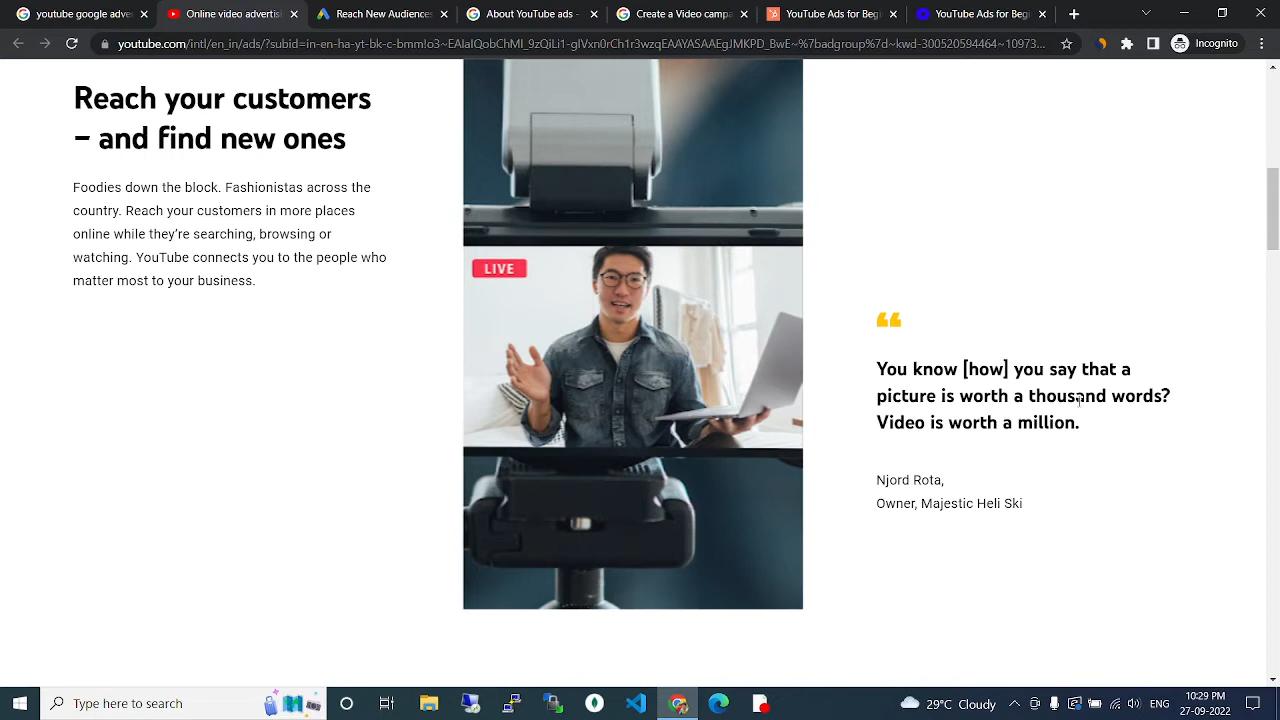 google youtube adve
YouTube Online advertisi
Reach New Audiences
About YouTube ads
Create a Video campa
YouTube Ads for Beg
YouTube Ads for Begi
youtube.com/intl/en_in/ads/?subid=in-en-ha-yt-bk-c-bmm!o3~EAIaIQobChMI_9zQiLi1-gIVxn0rCh1r3wzqEAAYASAAEgJMKPD_BwE~%7badgroup%7d~kwd-300520594464~10973...
Incognito
Reach your customers
– and find new ones
Foodies down the block. Fashionistas across the
country. Reach your customers in more places
online while they're searching, browsing or
watching. YouTube connects you to the people who
matter most to your business.
LIVE
“
You know [how] you say that a
picture is worth a thousand words?
Video is worth a million.
Njord Rota,
Owner, Majestic Heli Ski
Type here to search
29°C Cloudy
ENG
10:29 PM
27-09-2022